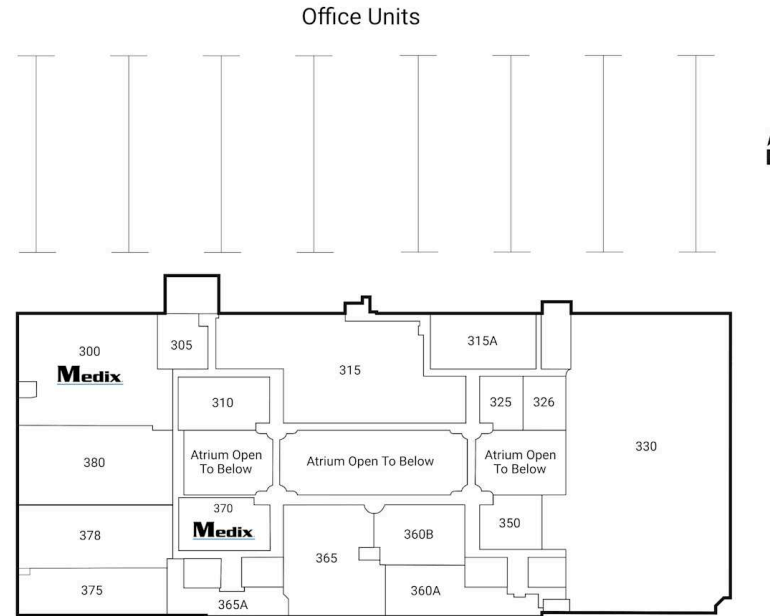 Office Units
300
Medix
305
315
315A
310
325
326
330
380
Atrium Open
To Below
Atrium Open To Below
Atrium Open
To Below
370
Medix
378
365
360B
350
375
365A
360A